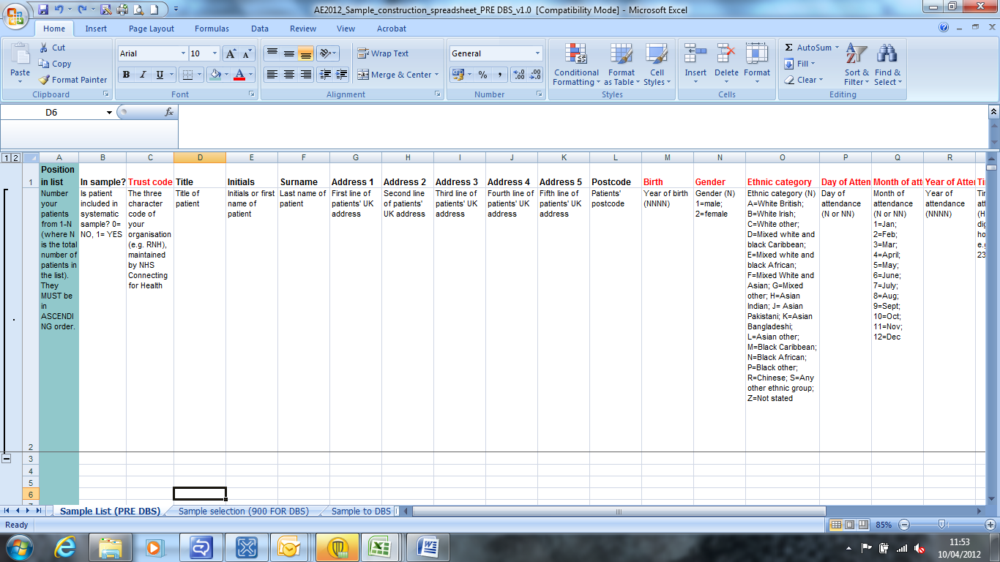 AE2012_Sample_construction_spreadsheet_PRE DBS_v1.0 [Compatibility Mode] - Microsoft Excel
Home Insert Page Layout Formulas Data Review View Acrobat
Paste
Cut
Copy
Format Painter
Clipboard
Arial 10
B I U
Font
Wrap Text
Merge & Center
Alignment
General
% ,
Number
Conditional Formatting
Format as Table
Cell Styles
Styles
Insert Delete Format
Cells
Σ AutoSum
Fill
Clear
Sort & Filter
Find & Select
Editing
D6 fx
1 2 A B C D E F G H I J K L M N O P Q R
1
Position
in list
In sample?
Trust code
Title
Initials
Surname
Address 1
Address 2
Address 3
Address 4
Address 5
Postcode
Birth
Gender
Ethnic category
Day of Atten
Month of att
Year of Atten
Ti
Number
your
patients
from 1-N
(where N
is the total
number of
patients in
the list).
They
MUST be
in
ASCENDI
NG order.
Is patient
included in
systematic
sample? 0=
NO, 1= YES
The three
character
code of
your
organisation
(e.g. RNH),
maintained
by NHS
Connecting
for Health
Title of
patient
Initials or first
name of
patient
Last name of
patient
First line of
patients' UK
address
Second line
of patients'
UK address
Third line of
patients' UK
address
Fourth line of
patients' UK
address
Fifth line of
patients' UK
address
Patients'
postcode
Year of birth
(NNNN)
Gender (N)
1=male;
2=female
Ethnic category (N)
A=White British;
B=White Irish;
C=White other;
D=Mixed white and
black Caribbean;
E=Mixed white and
black African;
F=Mixed White and
Asian; G=Mixed
other; H=Asian
Indian; J= Asian
Pakistani; K=Asian
Bangladeshi;
L=Asian other;
M=Black Caribbean;
N=Black African;
P=Black other;
R=Chinese; S=Any
other ethnic group;
Z=Not stated
Day of
attendance
(N or NN)
Month of
attendance
(N or NN)
1=Jan;
2=Feb;
3=Mar;
4=April;
5=May;
6=June;
7=July;
8=Aug;
9=Sept;
10=Oct;
11=Nov;
12=Dec
Year of
attendance
(NNNN)
Tir
att
(H
dig
ho
e.g
23
2
3
4
5
6
Sample List (PRE DBS) Sample selection (900 FOR DBS) Sample to DBS
Ready 85%
11:53
10/04/2012